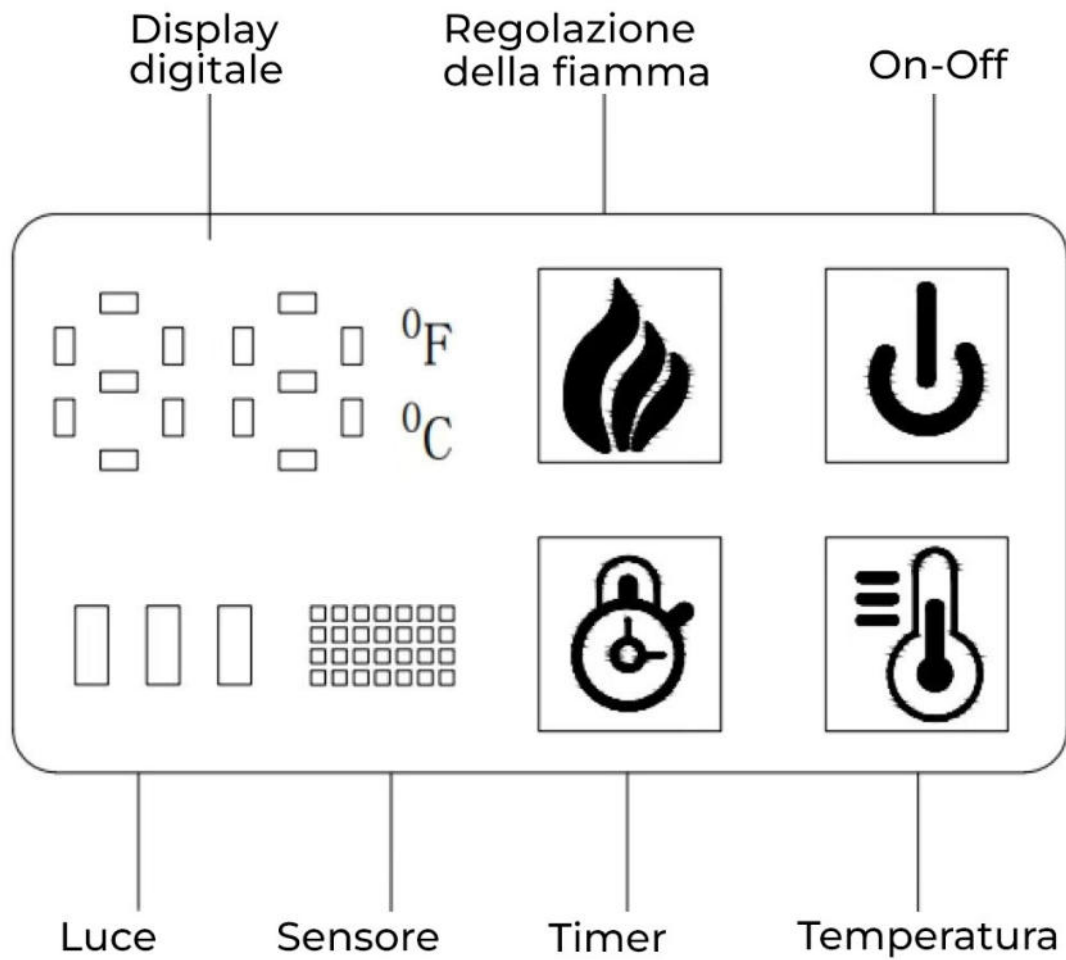 Display
digitale
Regolazione
della fiamma
On-Off
⁰F
⁰C
Luce
Sensore
Timer
Temperatura